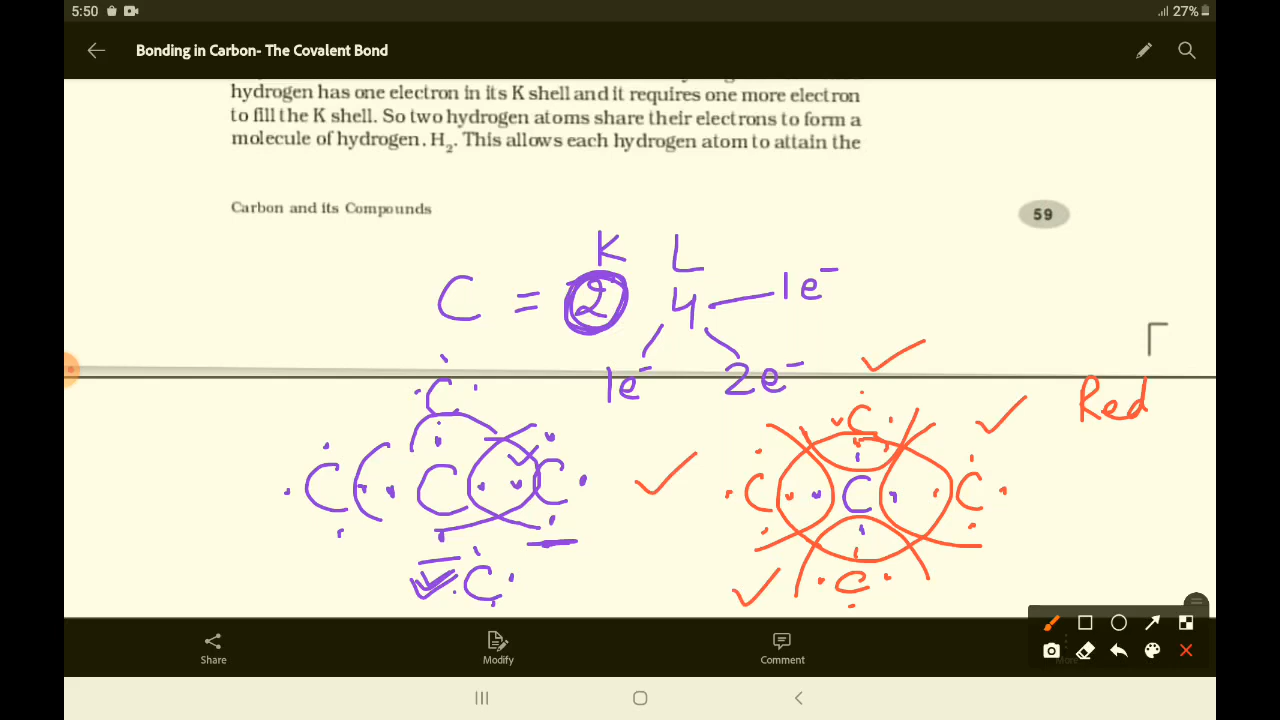 5:50 27%
Bonding in Carbon- The Covalent Bond
hydrogen has one electron in its K shell and it requires one more electron
to fill the K shell. So two hydrogen atoms share their electrons to form a
molecule of hydrogen, H₂. This allows each hydrogen atom to attain the
Carbon and its Compounds 59
K L
C = 2 4 1e⁻
1e⁻ 2e⁻
Red
C C
C C C C C C
C C
Share Modify Comment More